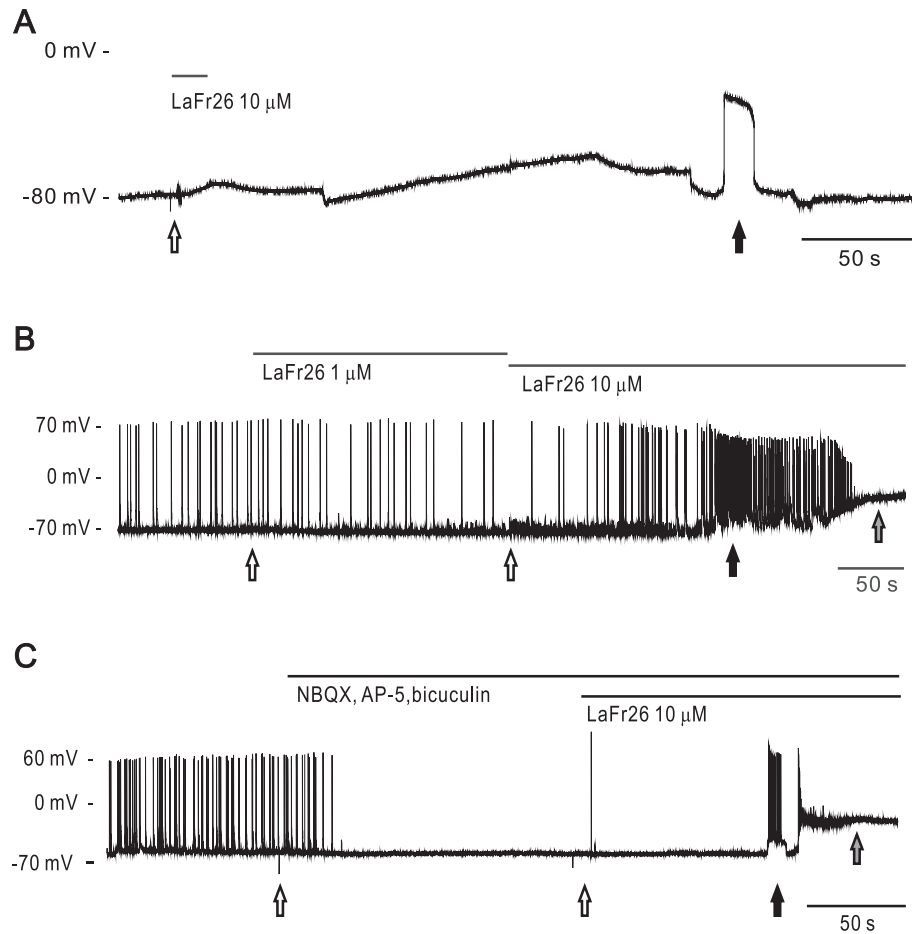 A
0 mV -
LaFr26 10 μM
-80 mV -
50 s
B
LaFr26 1 μM
LaFr26 10 μM
70 mV -
0 mV -
-70 mV -
50 s
C
NBQX, AP-5,bicuculin
LaFr26 10 μM
60 mV -
0 mV -
-70 mV -
50 s